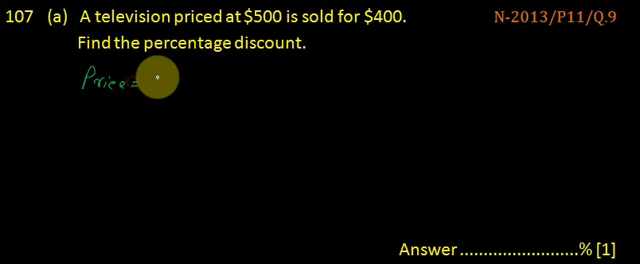 107 (a) A television priced at $500 is sold for $400. N-2013/P11/Q.9
Find the percentage discount.
Price =
Answer ..........................% [1]